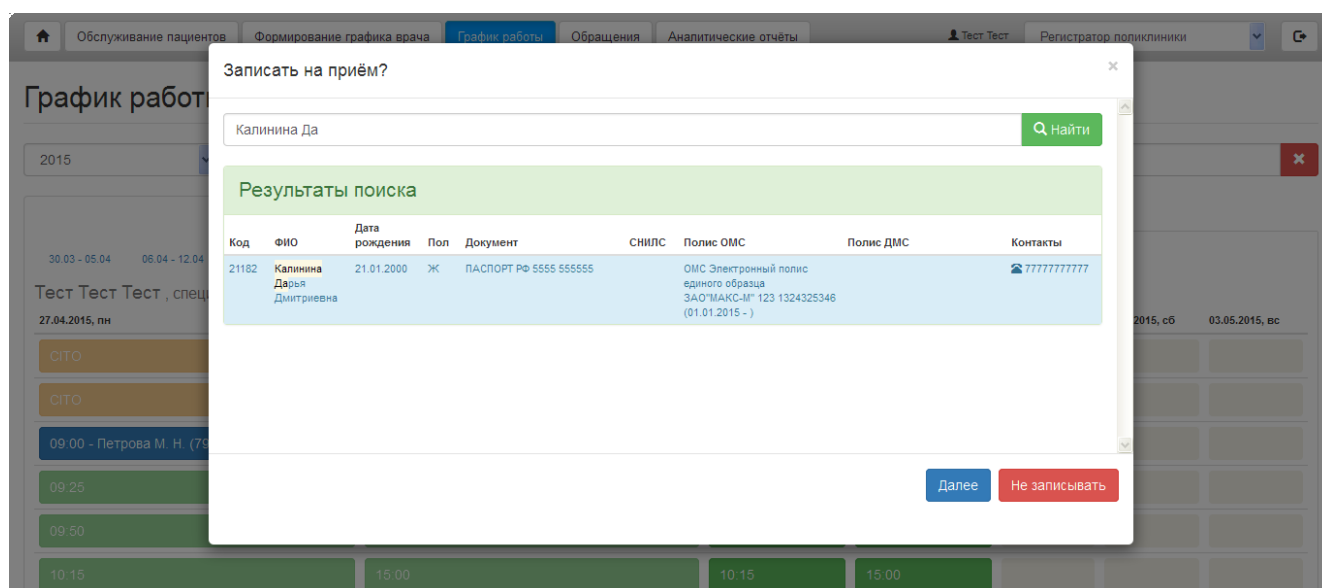 Обслуживание пациентов Формирование графика врача График работы Обращения Аналитические отчёты Тест Тест Регистратор поликлиники
Записать на приём? ×
График работ
Калинина Да Найти
2015
Результаты поиска
Код ФИО Дата рождения Пол Документ СНИЛС Полис ОМС Полис ДМС Контакты
21182 Калинина ​21.01.2000 Ж ПАСПОРТ РФ 5555 555555 ОМС Электронный полис 77777777777
Дарья единого образца
Дмитриевна ЗАО"МАКС-М" 123 1324325346
(01.01.2015 - )
30.03 - 05.04 06.04 - 12.04
Тест Тест Тест , специ
27.04.2015, пн 2015, сб 03.05.2015, вс
CITO
CITO
09:00 - Петрова М. Н. (79
09:25
Далее Не записывать
09:50
10:15 15:00 10:15 15:00